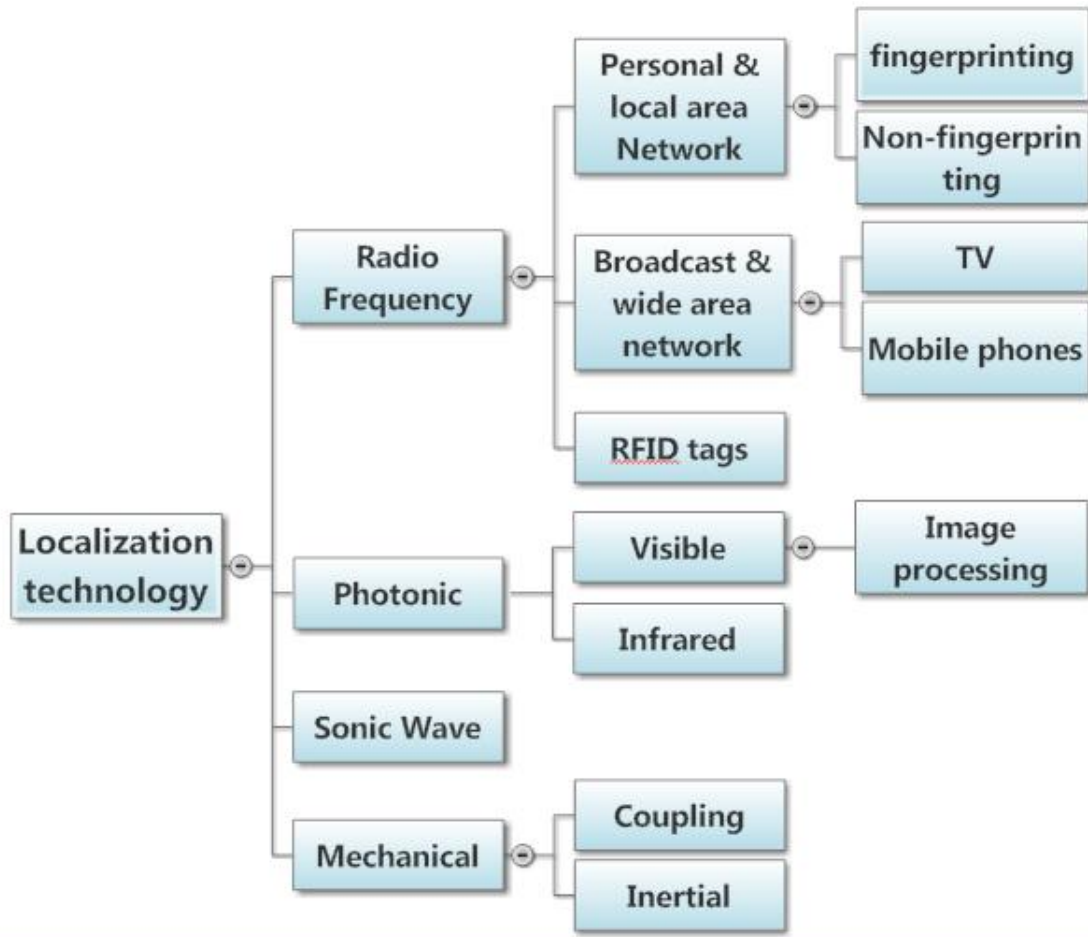 Personal &
local area
Network
fingerprinting
Non-fingerprin
ting
Radio
Frequency
Broadcast &
wide area
network
TV
Mobile phones
RFID tags
Localization
technology
Photonic
Visible
Image
processing
Infrared
Sonic Wave
Mechanical
Coupling
Inertial